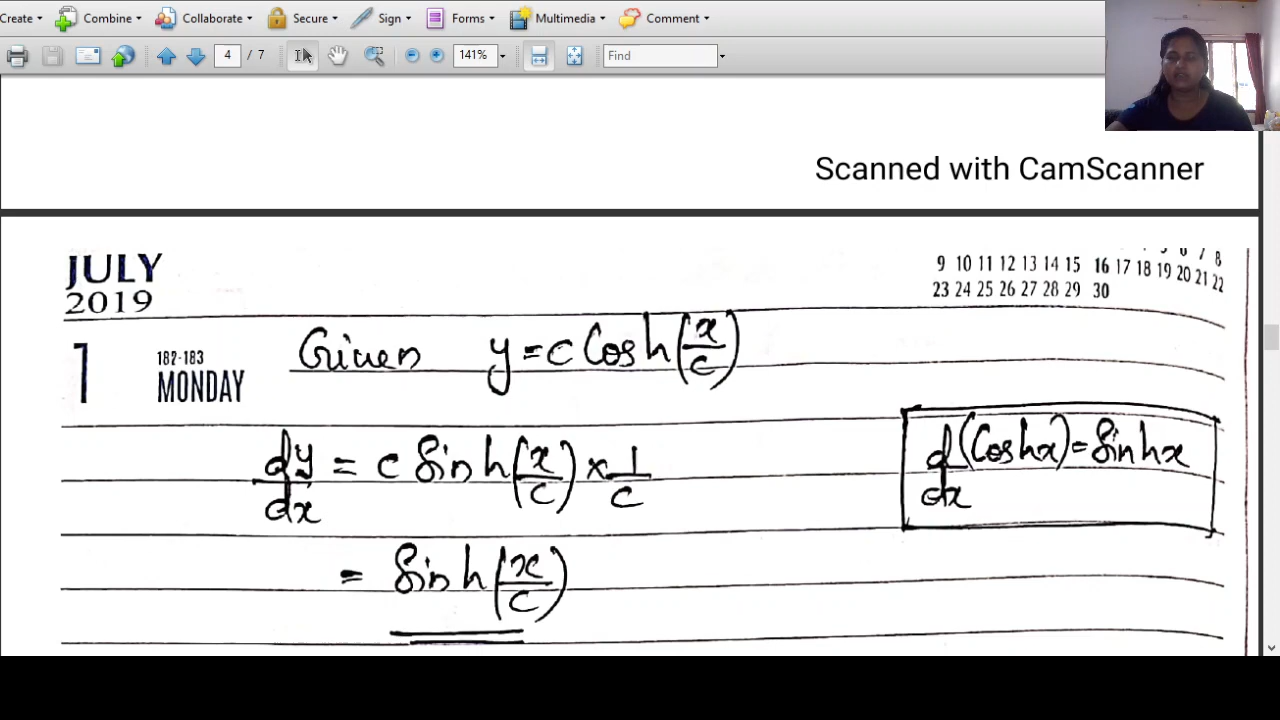 Create Combine Collaborate Secure Sign Forms Multimedia Comment
4 / 7 141% Find
Scanned with CamScanner
JULY
2019
9 10 11 12 13 14 15 16 17 18 19 20 21 22
23 24 25 26 27 28 29 30
1 182-183
MONDAY
Given y = c Cosh(x/c)
dy/dx = c Sinh(x/c) × 1/c
d/dx (Coshx) = Sinhx
= Sinh(x/c)